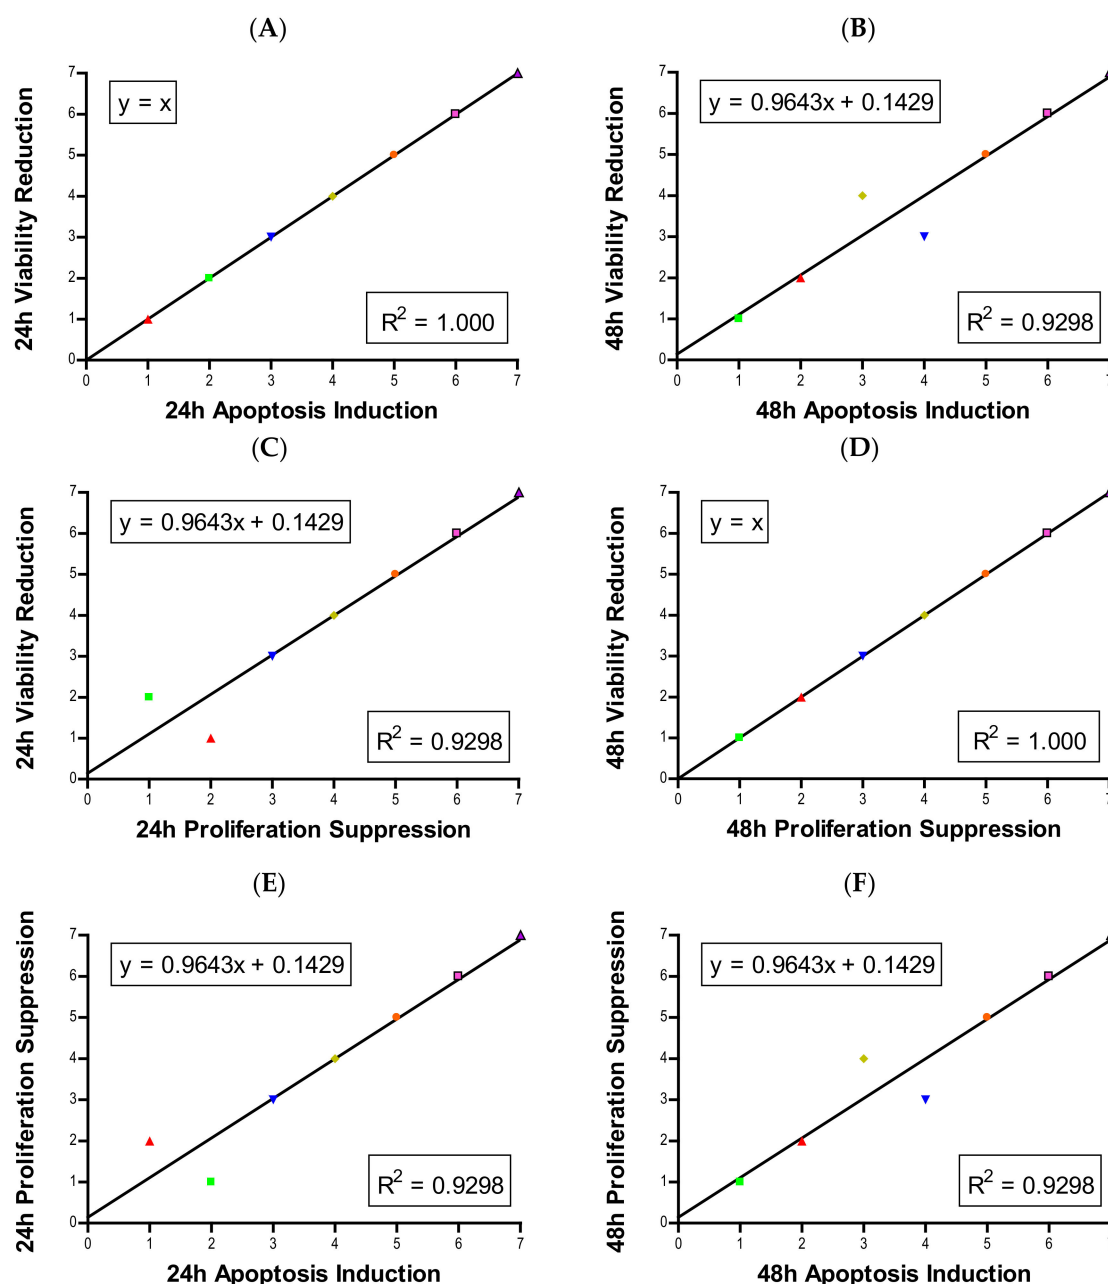 (A)
y = x
R2 = 1.000
24h Viability Reduction
7
6
5
4
3
2
1
0
0 1 2 3 4 5 6 7
24h Apoptosis Induction
(B)
y = 0.9643x + 0.1429
R2 = 0.9298
48h Viability Reduction
7
6
5
4
3
2
1
0
0 1 2 3 4 5 6 7
48h Apoptosis Induction
(C)
y = 0.9643x + 0.1429
R2 = 0.9298
24h Viability Reduction
7
6
5
4
3
2
1
0
0 1 2 3 4 5 6 7
24h Proliferation Suppression
(D)
y = x
R2 = 1.000
48h Viability Reduction
7
6
5
4
3
2
1
0
0 1 2 3 4 5 6 7
48h Proliferation Suppression
(E)
y = 0.9643x + 0.1429
R2 = 0.9298
24h Proliferation Suppression
7
6
5
4
3
2
1
0
0 1 2 3 4 5 6 7
24h Apoptosis Induction
(F)
y = 0.9643x + 0.1429
R2 = 0.9298
48h Proliferation Suppression
7
6
5
4
3
2
1
0
0 1 2 3 4 5 6 7
48h Apoptosis Induction